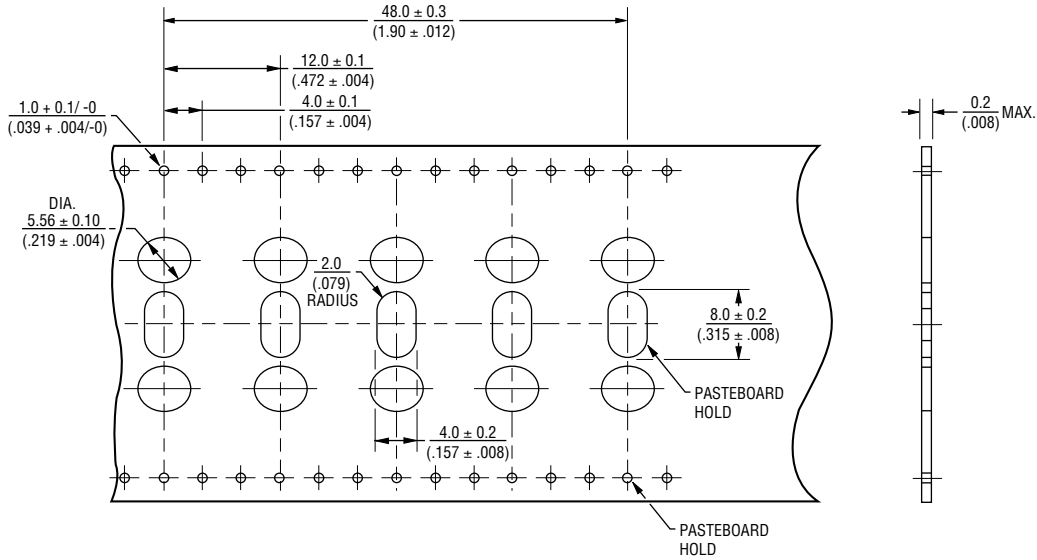 48.0 ± 0.3
(1.90 ± .012)
12.0 ± 0.1
(.472 ± .004)
4.0 ± 0.1
(.157 ± .004)
1.0 + 0.1/ -0
(.039 + .004/-0)
0.2
(.008)
MAX.
DIA.
5.56 ± 0.10
(.219 ± .004)
2.0
(.079)
RADIUS
8.0 ± 0.2
(.315 ± .008)
PASTEBOARD
HOLD
4.0 ± 0.2
(.157 ± .008)
PASTEBOARD
HOLD